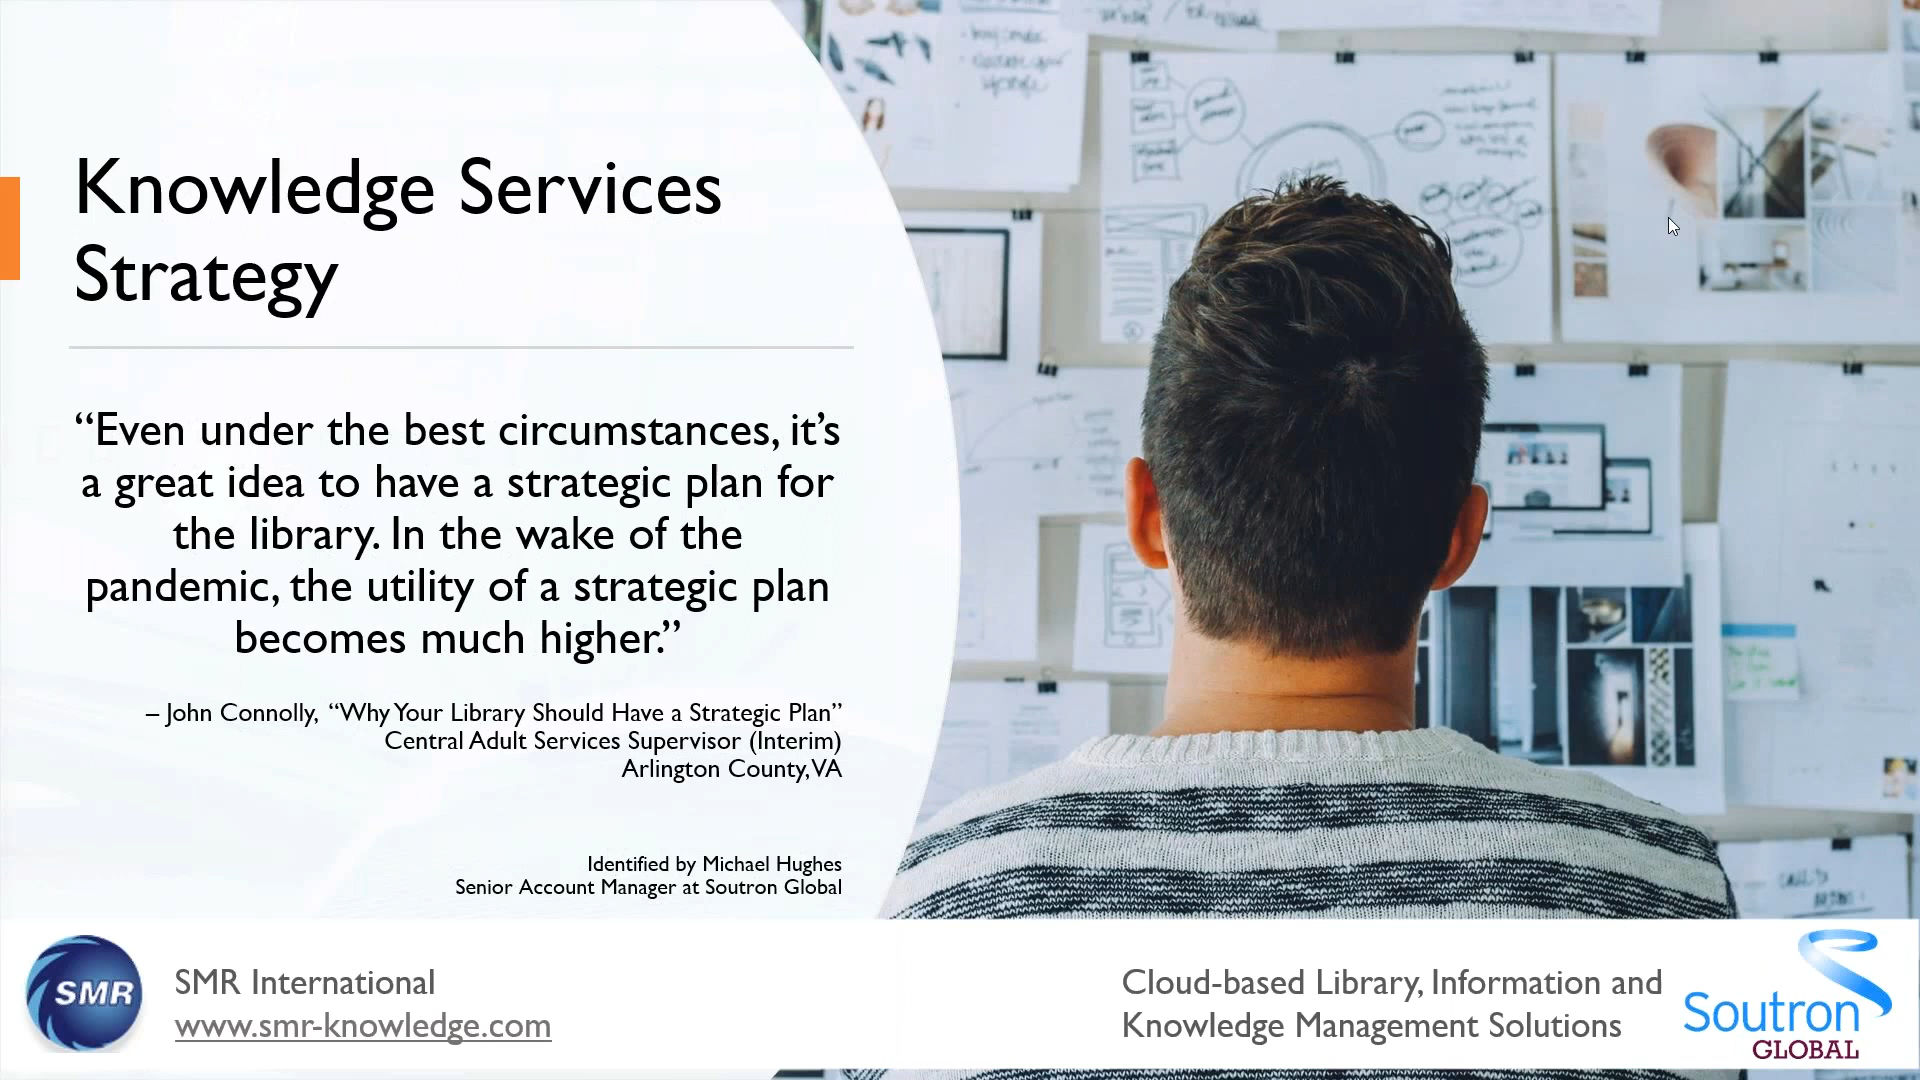 Knowledge Services
Strategy
“Even under the best circumstances, it’s
a great idea to have a strategic plan for
the library. In the wake of the
pandemic, the utility of a strategic plan
becomes much higher.”
– John Connolly, “Why Your Library Should Have a Strategic Plan”
Central Adult Services Supervisor (Interim)
Arlington County, VA
Identified by Michael Hughes
Senior Account Manager at Soutron Global
SMR
SMR International
www.smr-knowledge.com
Cloud-based Library, Information and
Knowledge Management Solutions
Soutron
GLOBAL